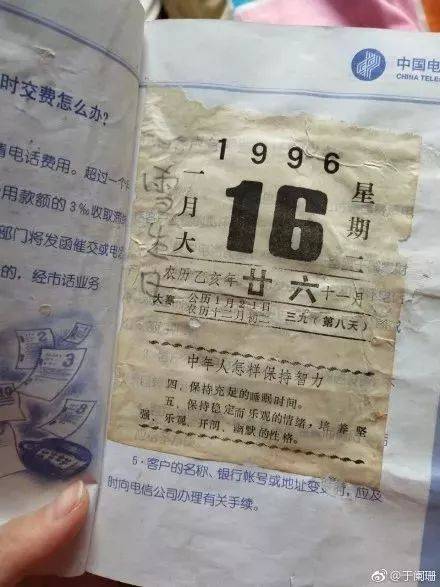 中国电
CHINA TELE
时交费怎么办?
电话费用。超过一个
用款额的3‰收取
部门将发函催交或电
的,经市话业务
雪
生
日
1996
一月大
16
星期二
农历乙亥年 廿六 十一月
大寒 公历1月21日
农历十二月初二
三九(第八天)
中年人怎样保持智力
四、保持充足的睡眠时间。
五、保持稳定而乐观的情绪,培养坚
强、乐观、开朗、幽默的性格。
5·客户的名称、银行帐号或地址变 ,应及
时向电信公司办理有关手续。
@于阗珊